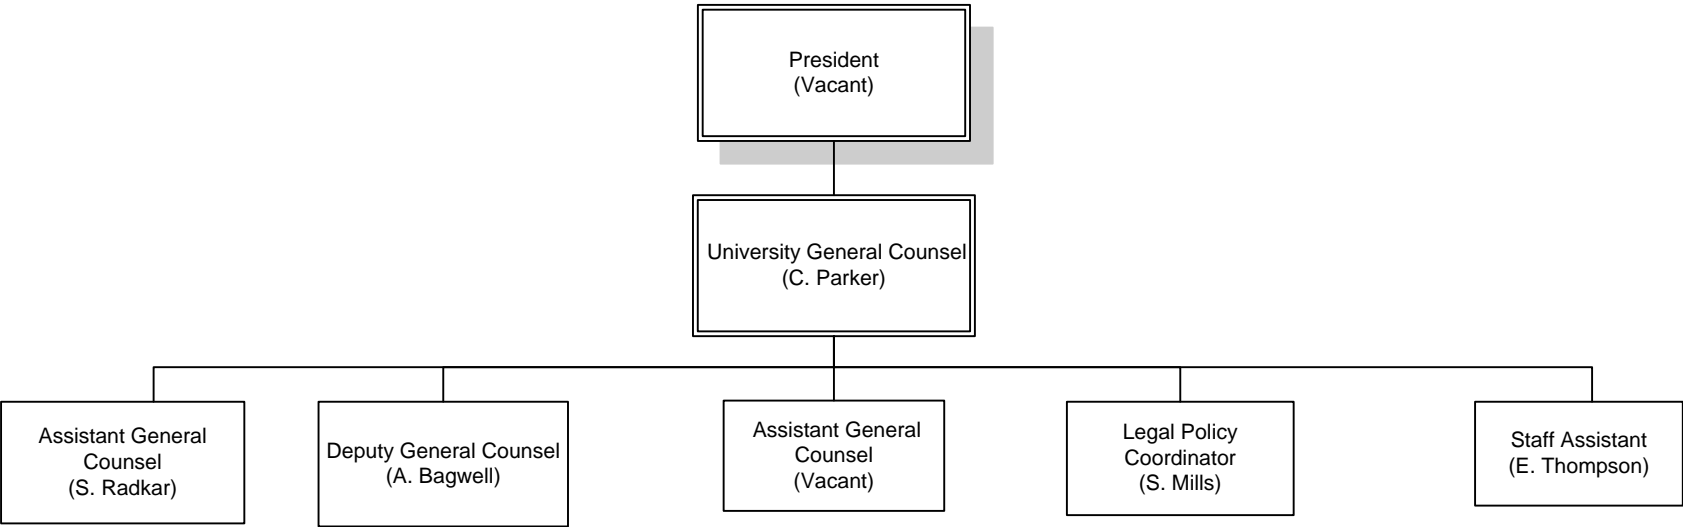 President
(Vacant)
University General Counsel
(C. Parker)
Assistant General
Counsel
(S. Radkar)
Deputy General Counsel
(A. Bagwell)
Assistant General
Counsel
(Vacant)
Legal Policy
Coordinator
(S. Mills)
Staff Assistant
(E. Thompson)